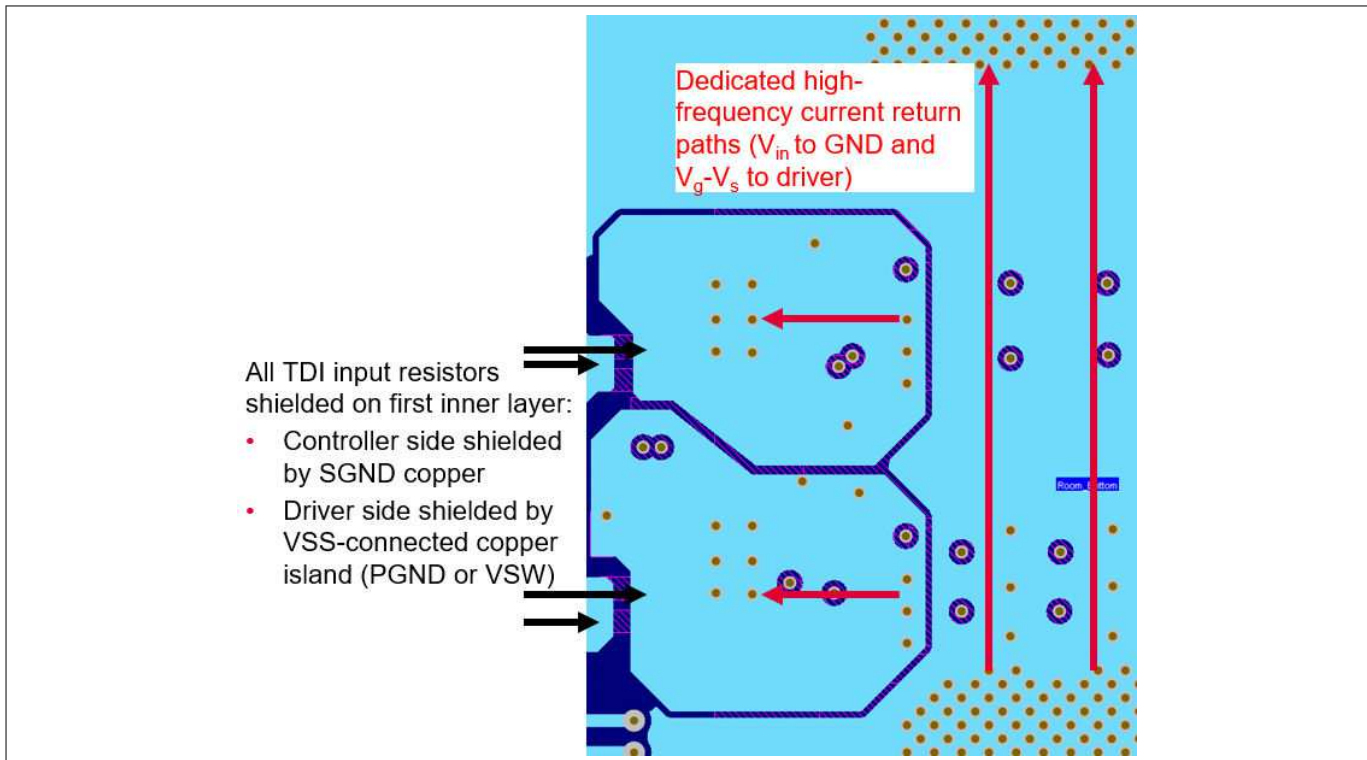 Dedicated high-
frequency current return
paths (Vin to GND and
Vg-Vs to driver)
All TDI input resistors
shielded on first inner layer:
• Controller side shielded
by SGND copper
• Driver side shielded by
VSS-connected copper
island (PGND or VSW)
Room_Bottom